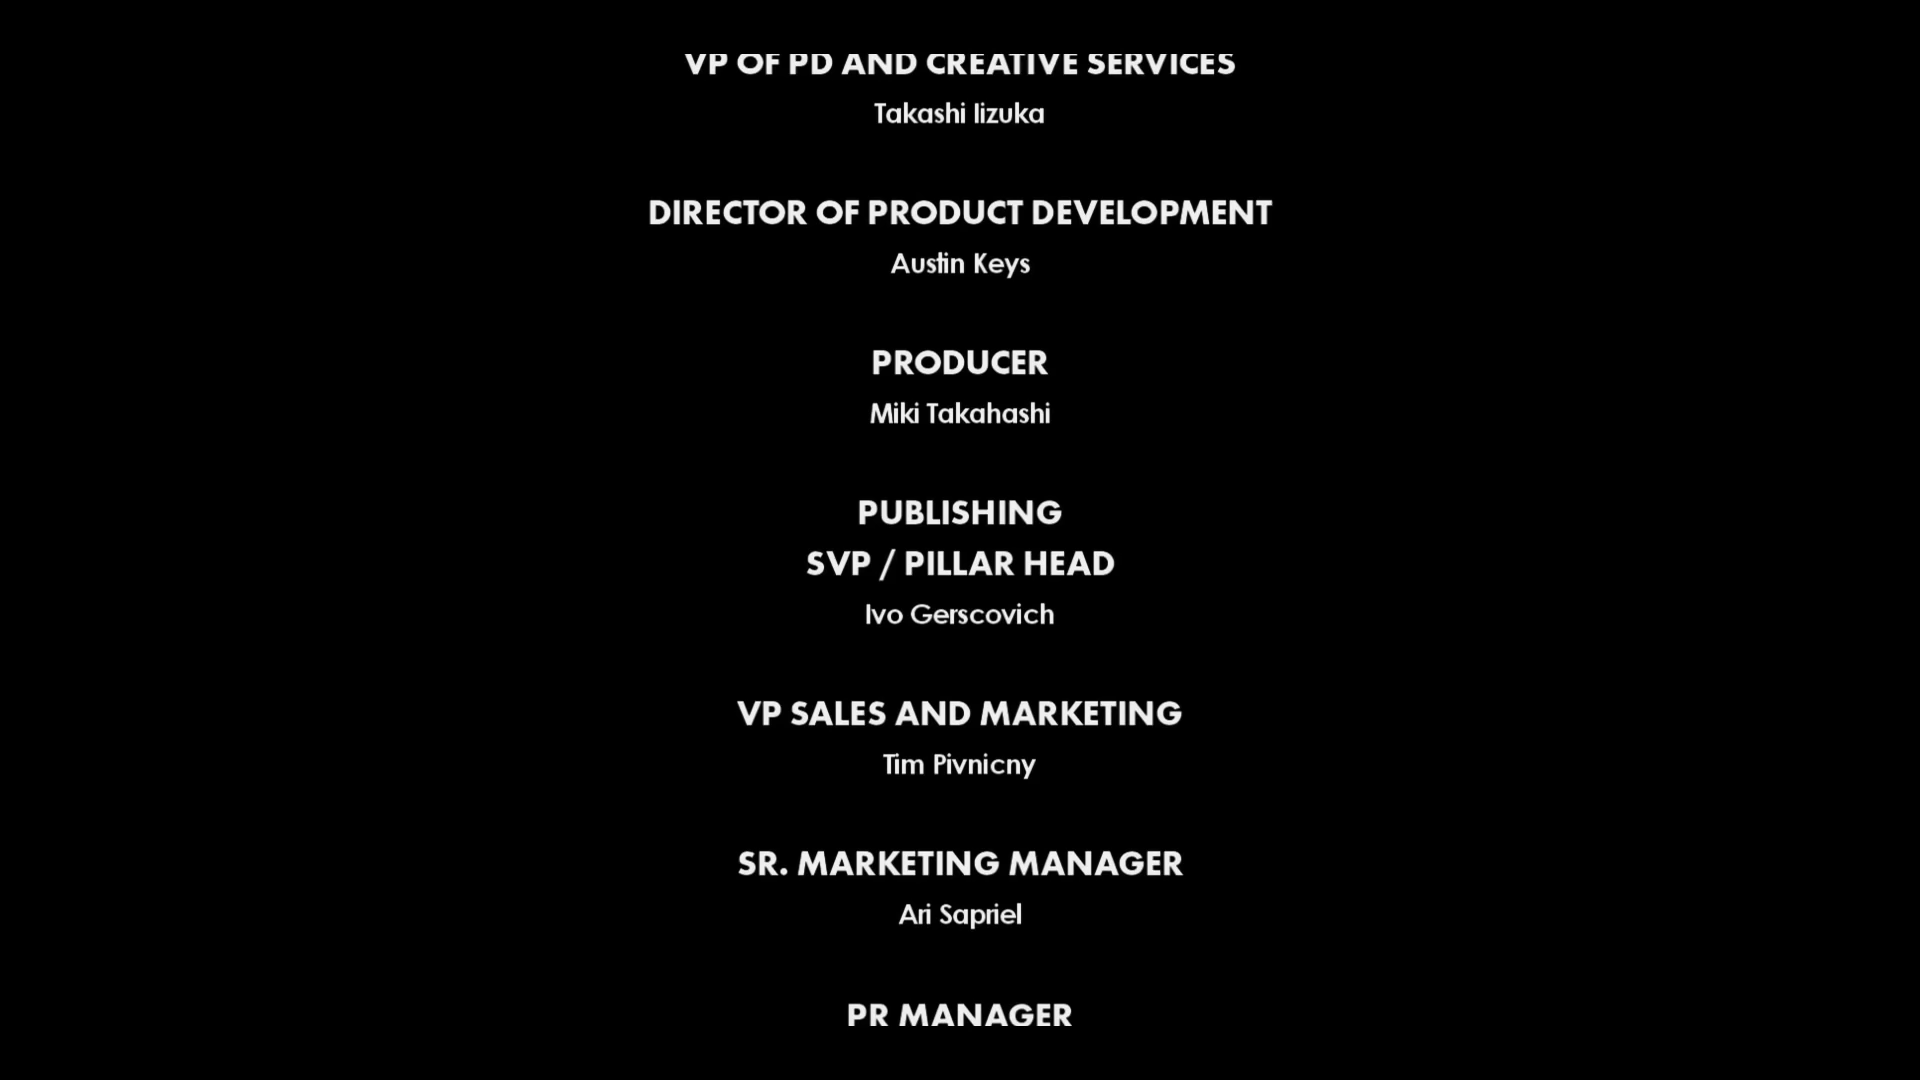 VP OF PD AND CREATIVE SERVICES
Takashi Iizuka
DIRECTOR OF PRODUCT DEVELOPMENT
Austin Keys
PRODUCER
Miki Takahashi
PUBLISHING
SVP / PILLAR HEAD
Ivo Gerscovich
VP SALES AND MARKETING
Tim Pivnicny
SR. MARKETING MANAGER
Ari Sapriel
PR MANAGER